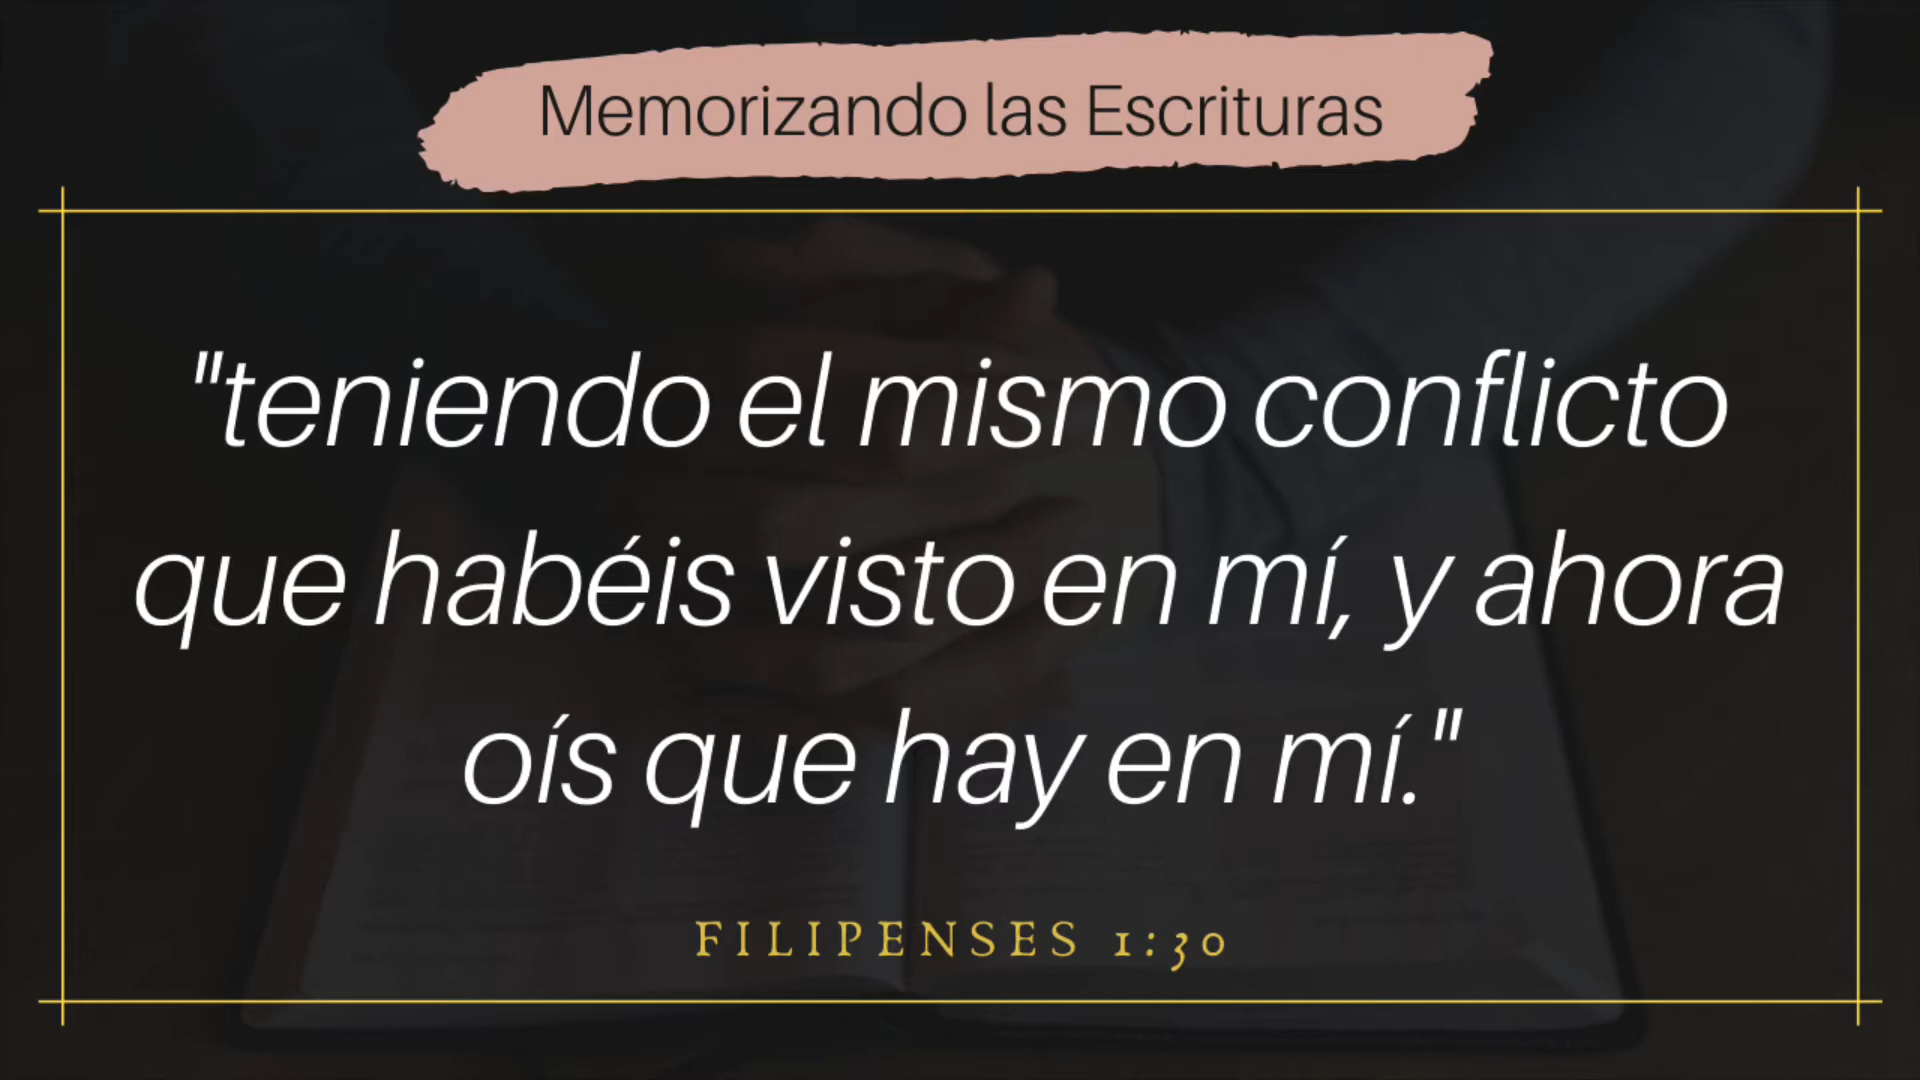 Memorizando las Escrituras
"teniendo el mismo conflicto
que habéis visto en mí, y ahora
oís que hay en mí."
FILIPENSES 1:30